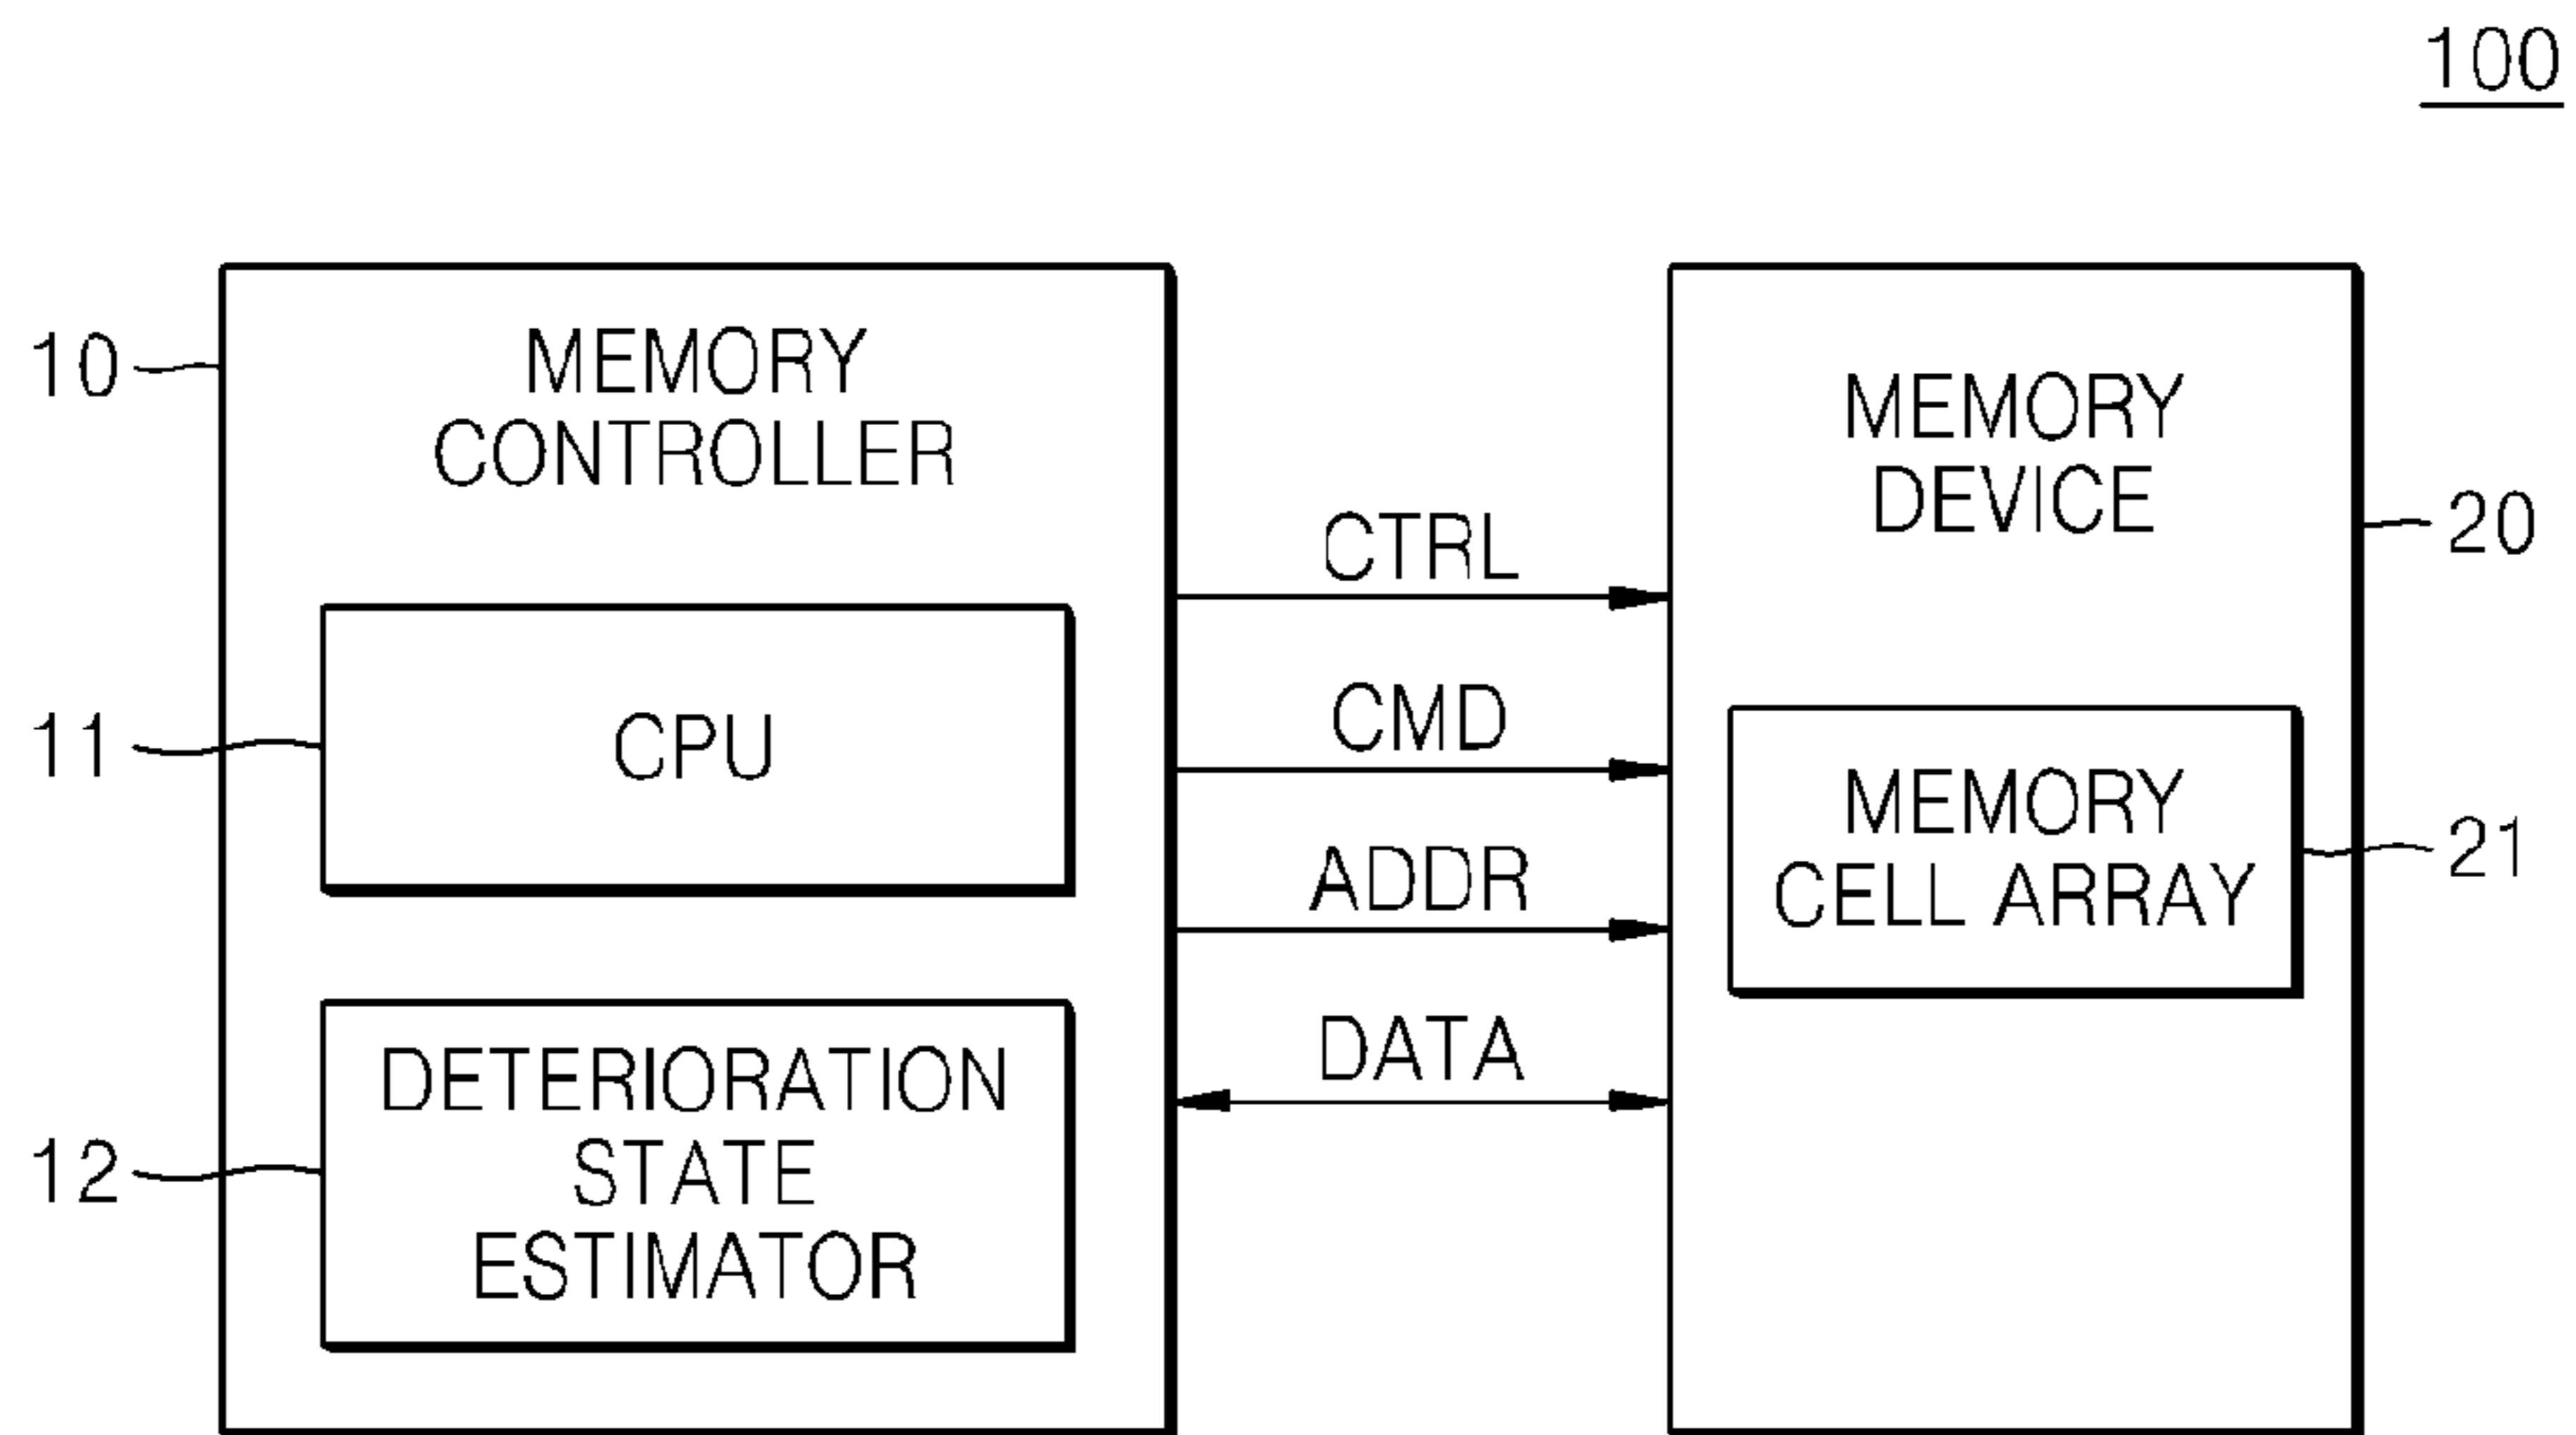 100
10
MEMORY
CONTROLLER
11
CPU
12
DETERIORATION
STATE
ESTIMATOR
CTRL
CMD
ADDR
DATA
MEMORY
DEVICE
20
MEMORY
CELL ARRAY
21